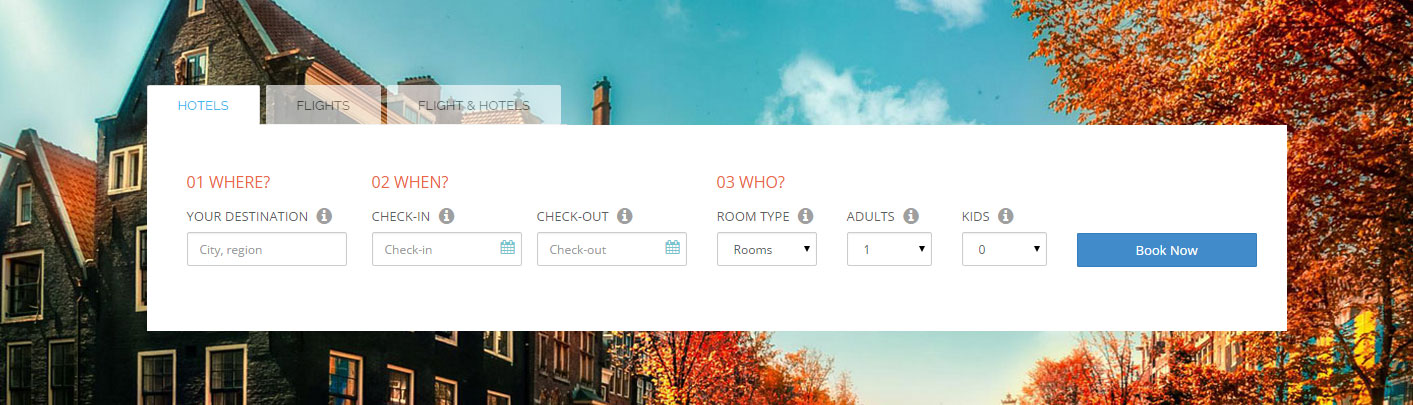 HOTELS FLIGHTS FLIGHT & HOTELS
01 WHERE? 02 WHEN? 03 WHO?
YOUR DESTINATION CHECK-IN CHECK-OUT ROOM TYPE ADULTS KIDS
City, region Check-in Check-out Rooms 1 0 Book Now